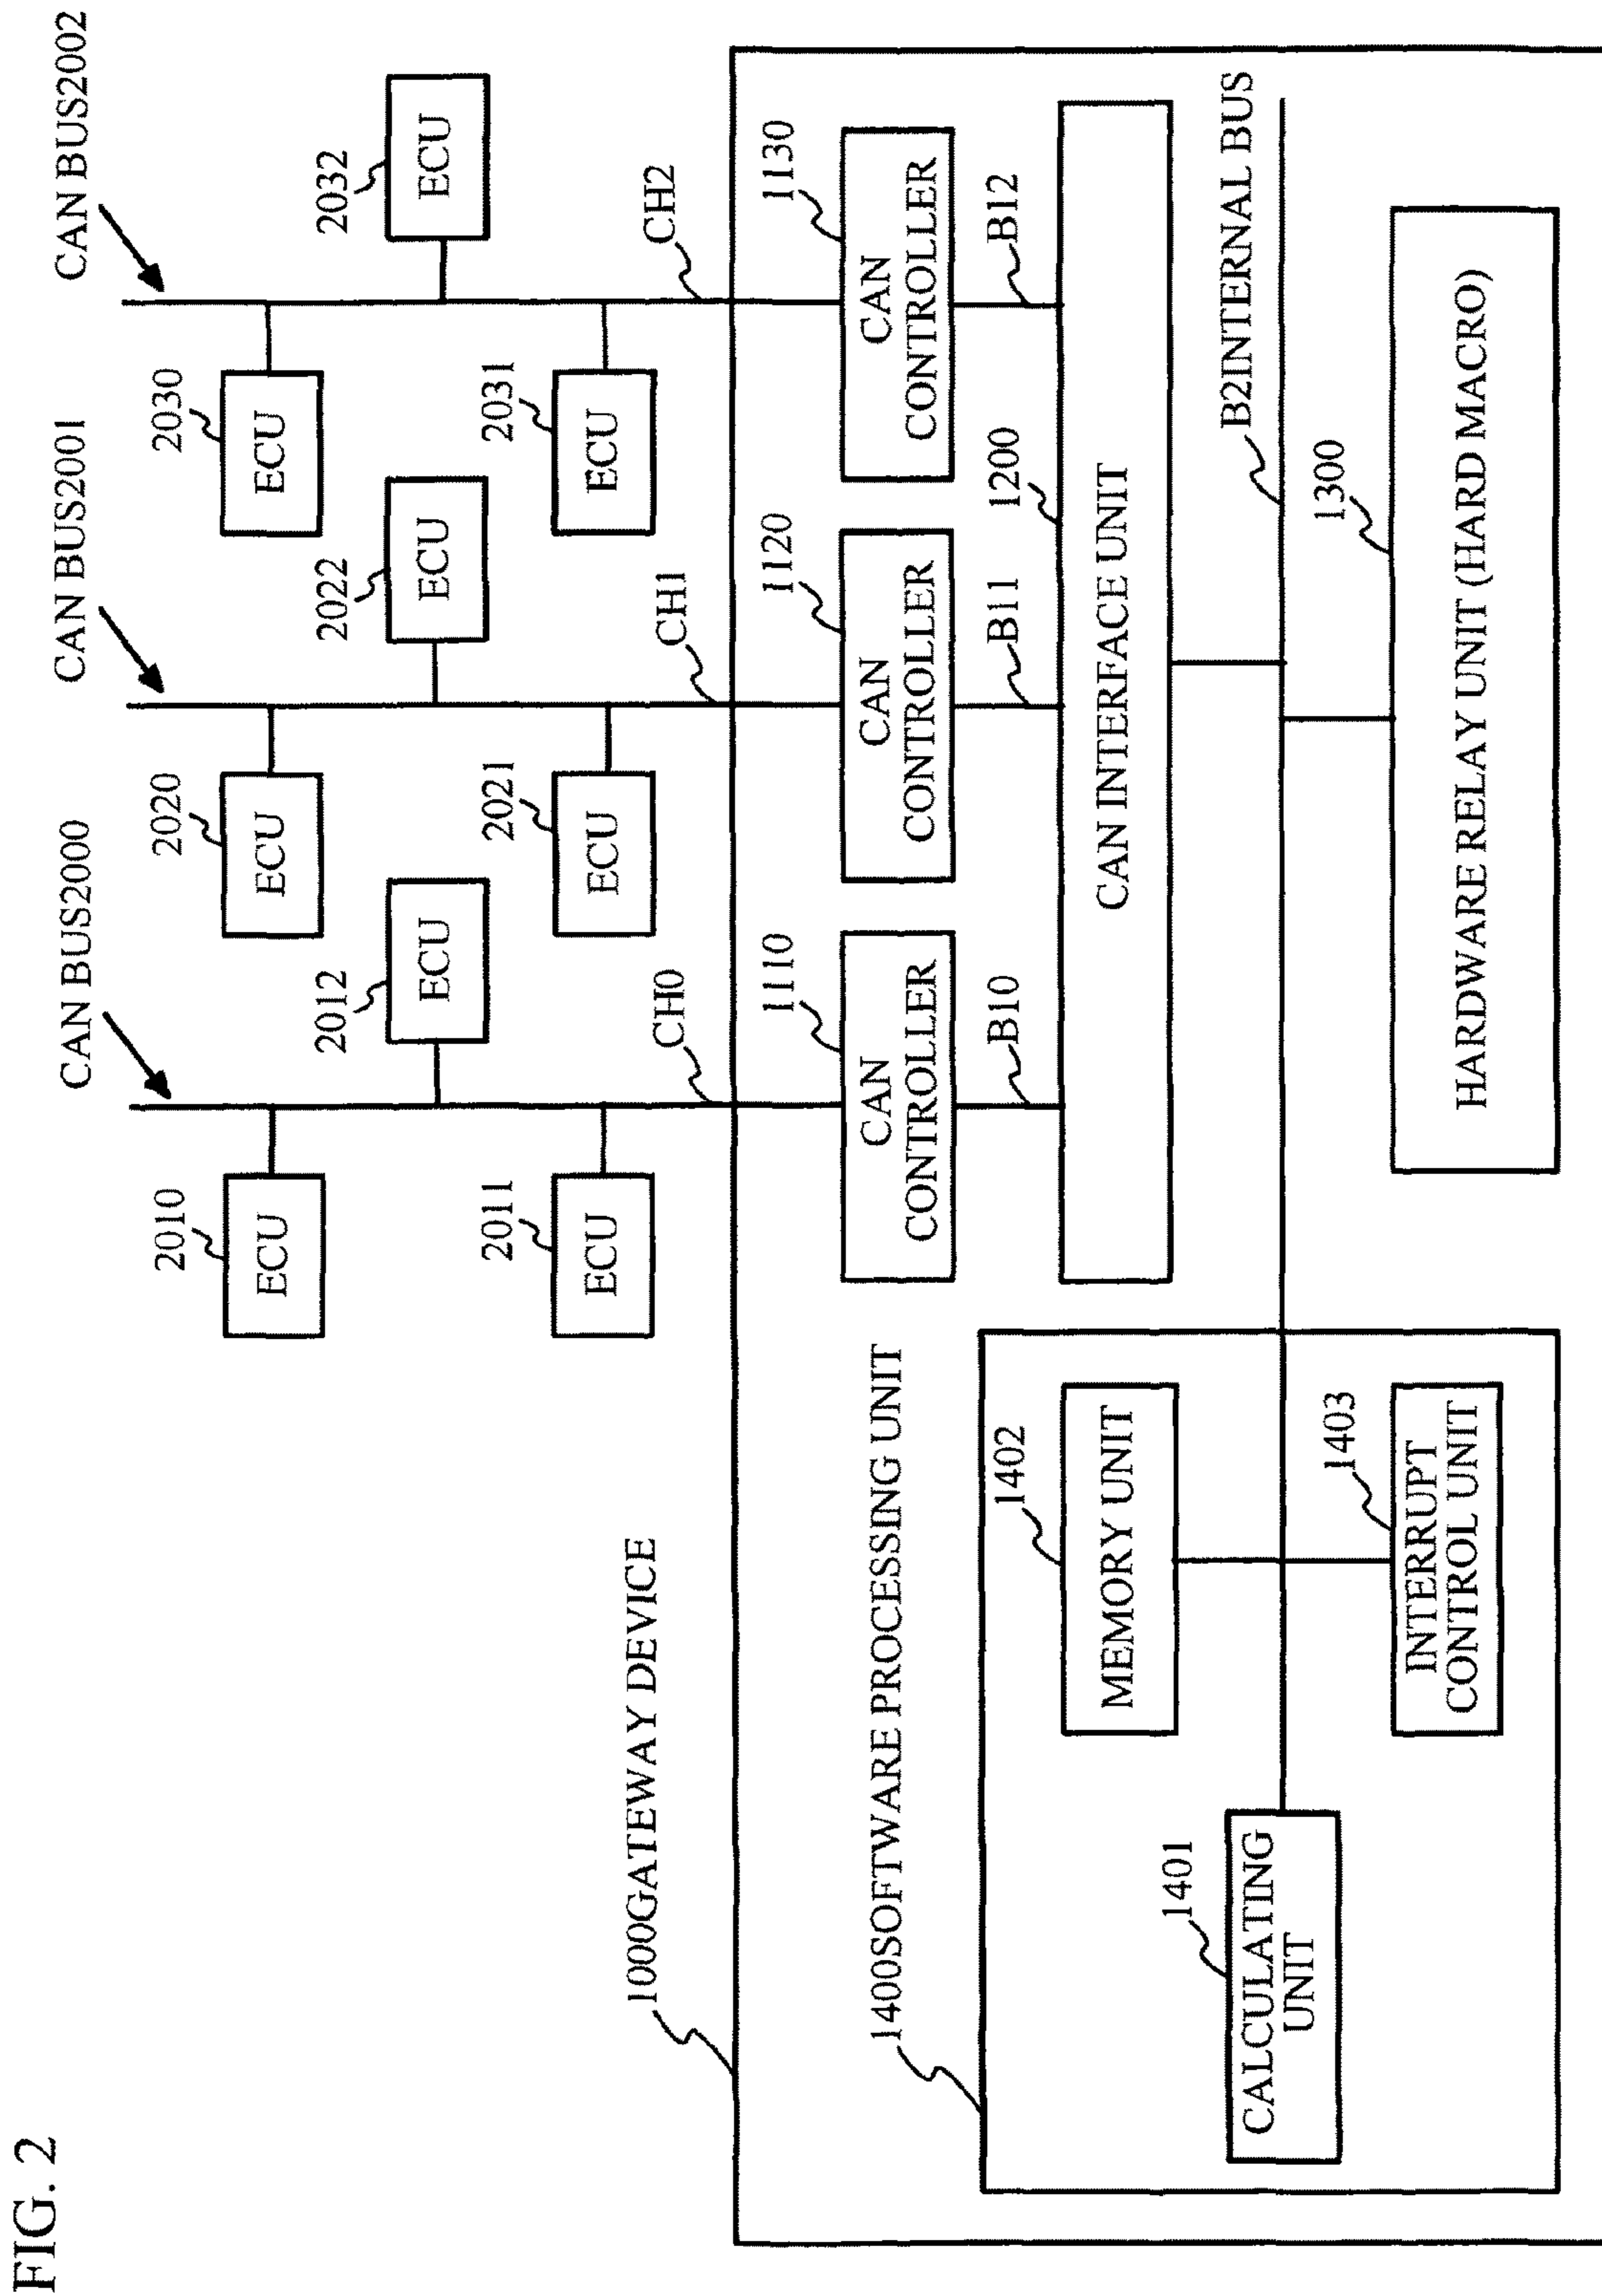 FIG. 2
CAN BUS2000
CAN BUS2001
CAN BUS2002
2010
ECU
2020
ECU
2030
ECU
2012
ECU
2022
ECU
2032
ECU
2011
ECU
2021
ECU
2031
ECU
1000GATEWAY DEVICE
CH0
CH1
CH2
1110
CAN
CONTROLLER
1120
CAN
CONTROLLER
1130
CAN
CONTROLLER
1400SOFTWARE PROCESSING UNIT
B10
B11
1200
B12
CAN INTERFACE UNIT
1402
MEMORY UNIT
1401
CALCULATING
UNIT
B2INTERNAL BUS
1403
INTERRUPT
CONTROL UNIT
1300
HARDWARE RELAY UNIT (HARD MACRO)